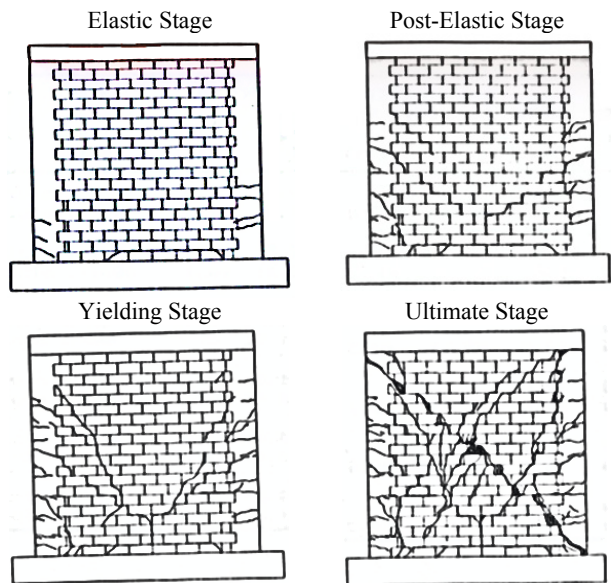 Elastic Stage
Post-Elastic Stage
Yielding Stage
Ultimate Stage